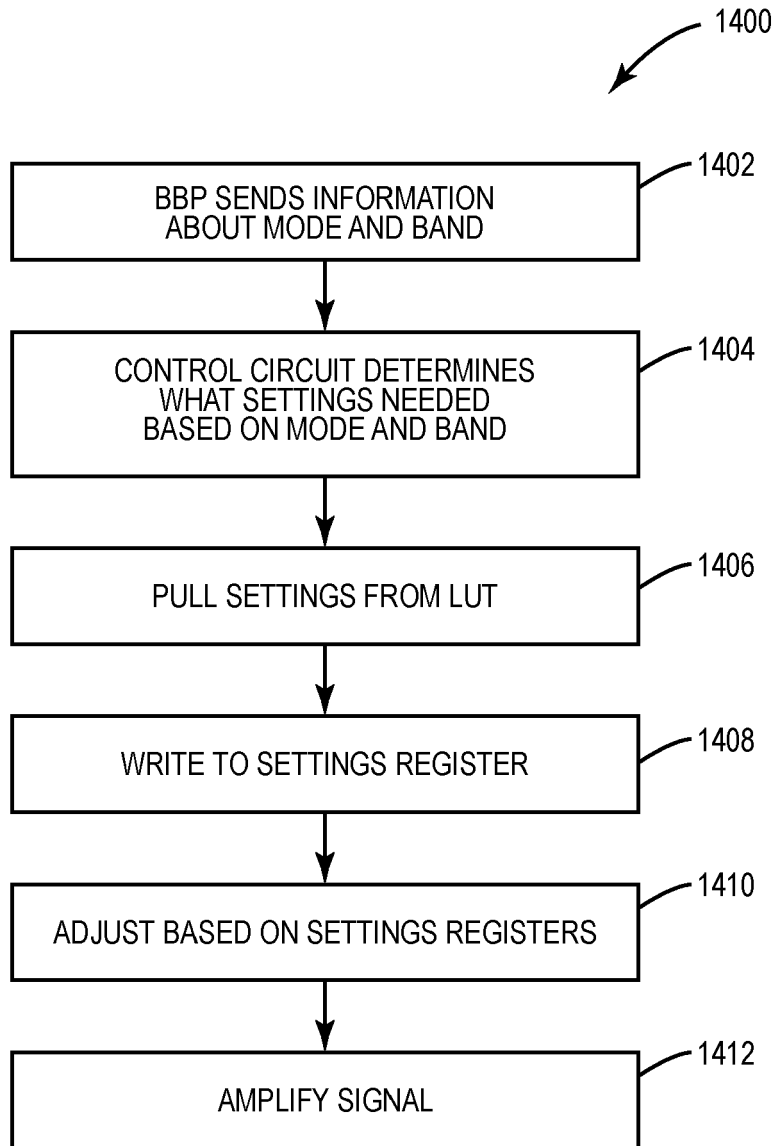 1400
1402
BBP SENDS INFORMATION
ABOUT MODE AND BAND
1404
CONTROL CIRCUIT DETERMINES
WHAT SETTINGS NEEDED
BASED ON MODE AND BAND
1406
PULL SETTINGS FROM LUT
1408
WRITE TO SETTINGS REGISTER
1410
ADJUST BASED ON SETTINGS REGISTERS
1412
AMPLIFY SIGNAL